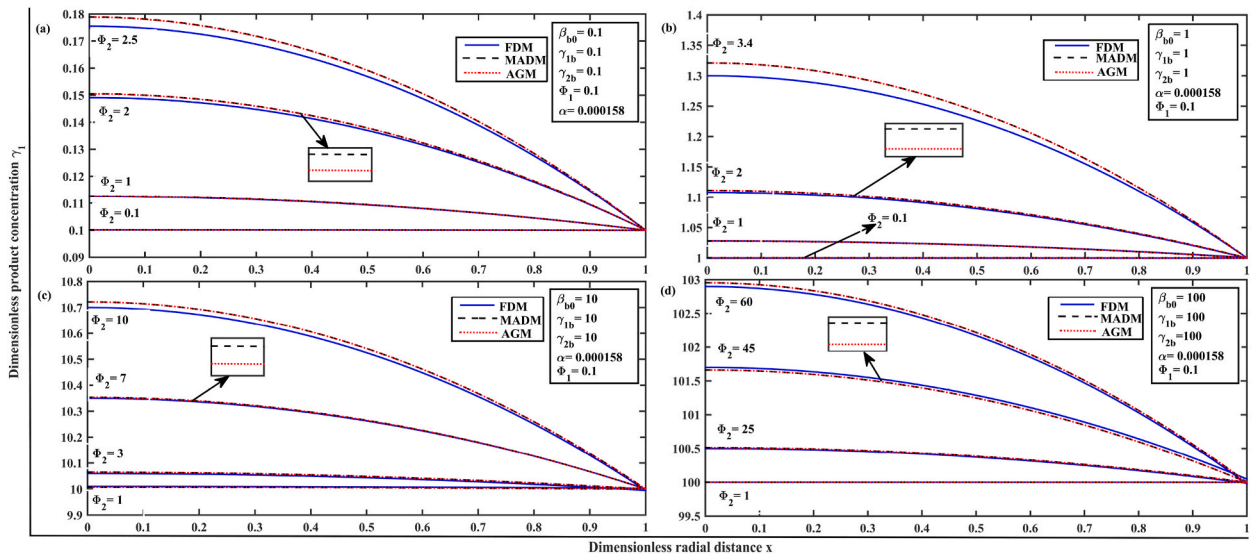 Dimensionless product concentration γ1
(a)
0.18
0.17
0.16
0.15
0.14
0.13
0.12
0.11
0.1
0.09
Φ2= 2.5
Φ2= 2
Φ2= 1
Φ2= 0.1
FDM
MADM
AGM
βb0= 0.1
γ1b= 0.1
γ2b= 0.1
Φ1= 0.1
α= 0.000158
0 0.1 0.2 0.3 0.4 0.5 0.6 0.7 0.8 0.9 1
(b)
1.4
1.35
1.3
1.25
1.2
1.15
1.1
1.05
1
Φ2= 3.4
Φ2= 2
Φ2= 1
Φ2= 0.1
FDM
MADM
AGM
βb0= 1
γ1b= 1
γ2b= 1
α= 0.000158
Φ1= 0.1
0 0.1 0.2 0.3 0.4 0.5 0.6 0.7 0.8 0.9 1
(c)
10.8
10.7
10.6
10.5
10.4
10.3
10.2
10.1
10
9.9
Φ2= 10
Φ2= 7
Φ2= 3
Φ2= 1
FDM
MADM
AGM
βb0= 10
γ1b= 10
γ2b= 10
α= 0.000158
Φ1= 0.1
0 0.1 0.2 0.3 0.4 0.5 0.6 0.7 0.8 0.9 1
(d)
103
102.5
102
101.5
101
100.5
100
99.5
Φ2= 60
Φ2= 45
Φ2= 25
Φ2= 1
FDM
MADM
AGM
βb0= 100
γ1b= 100
γ2b=100
α= 0.000158
Φ1= 0.1
0 0.1 0.2 0.3 0.4 0.5 0.6 0.7 0.8 0.9 1
Dimensionless radial distance x